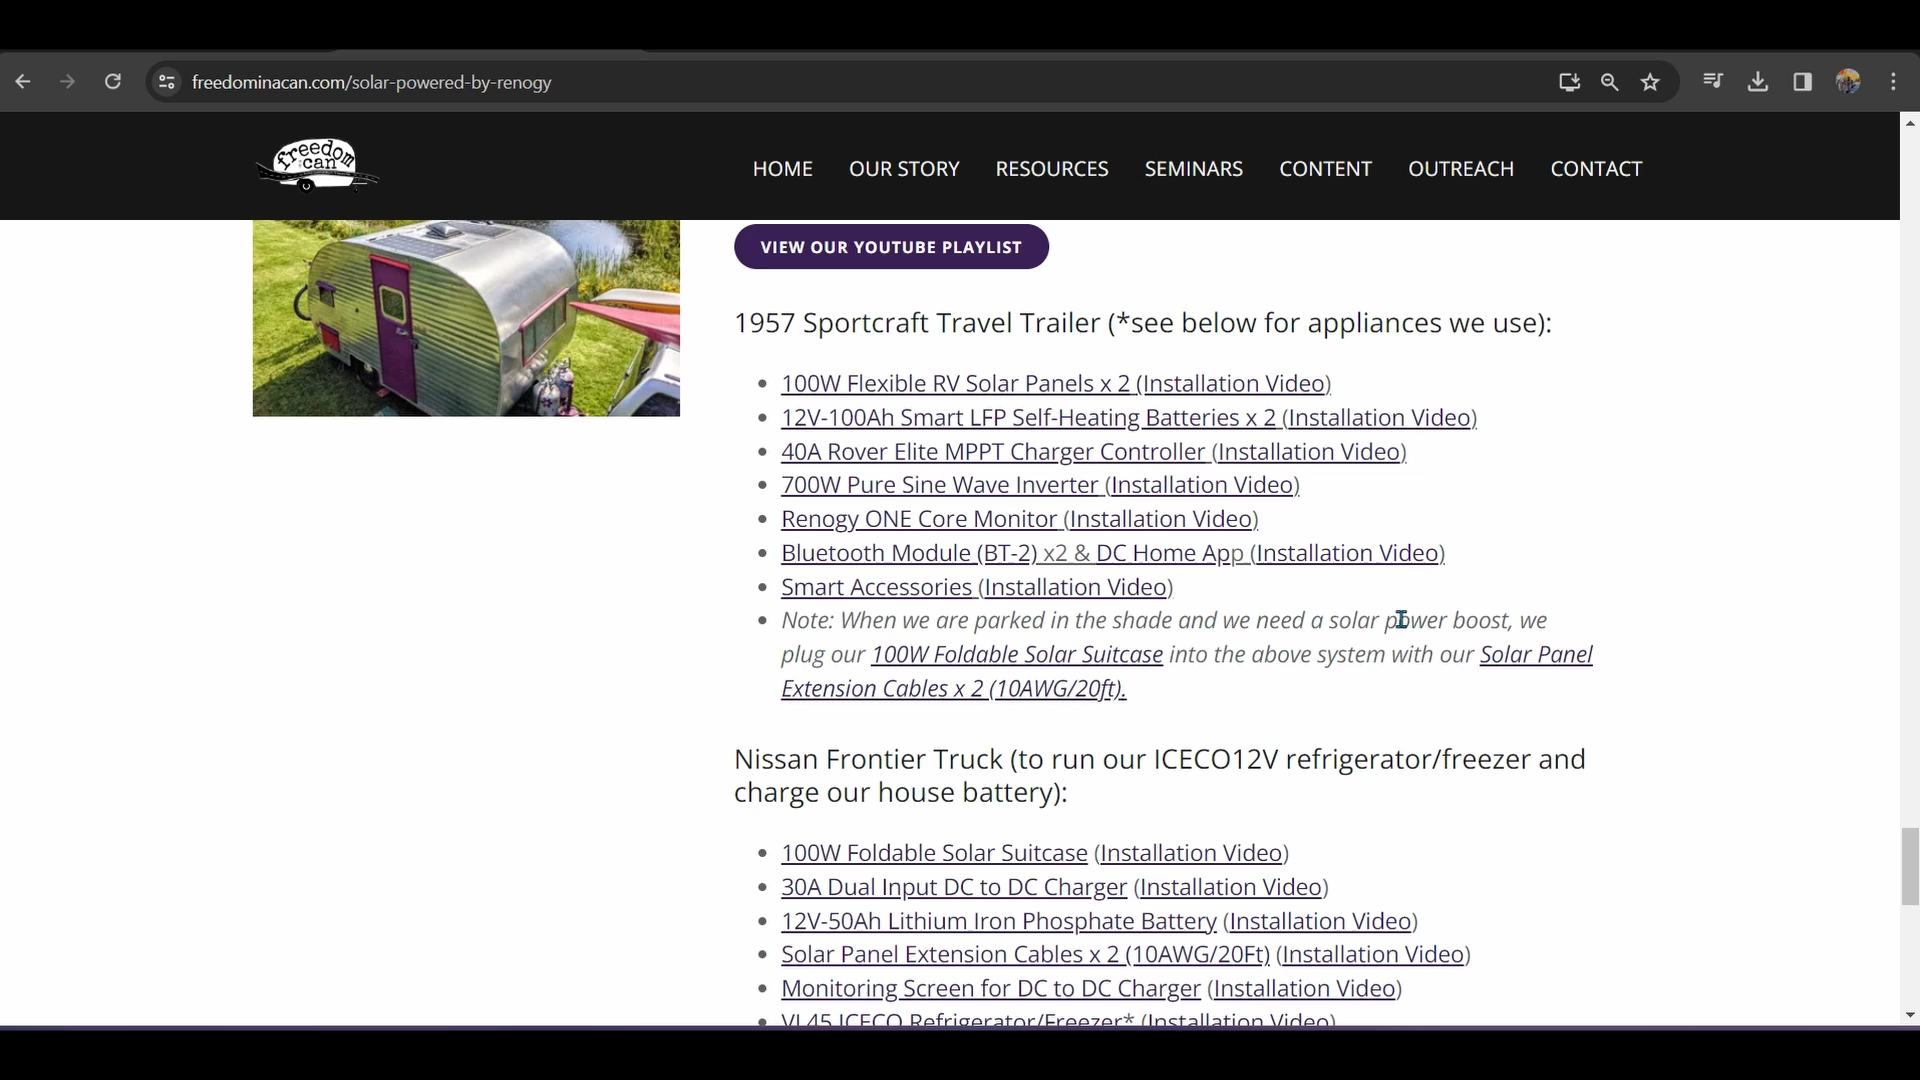 freedominacan.com/solar-powered-by-renogy
freedom
in a
can
HOME OUR STORY RESOURCES SEMINARS CONTENT OUTREACH CONTACT
VIEW OUR YOUTUBE PLAYLIST
1957 Sportcraft Travel Trailer (*see below for appliances we use):
100W Flexible RV Solar Panels x 2 (Installation Video)
12V-100Ah Smart LFP Self-Heating Batteries x 2 (Installation Video)
40A Rover Elite MPPT Charger Controller (Installation Video)
700W Pure Sine Wave Inverter (Installation Video)
Renogy ONE Core Monitor (Installation Video)
Bluetooth Module (BT-2) x2 & DC Home App (Installation Video)
Smart Accessories (Installation Video)
Note: When we are parked in the shade and we need a solar power boost, we
plug our 100W Foldable Solar Suitcase into the above system with our Solar Panel
Extension Cables x 2 (10AWG/20ft).
Nissan Frontier Truck (to run our ICECO12V refrigerator/freezer and
charge our house battery):
100W Foldable Solar Suitcase (Installation Video)
30A Dual Input DC to DC Charger (Installation Video)
12V-50Ah Lithium Iron Phosphate Battery (Installation Video)
Solar Panel Extension Cables x 2 (10AWG/20Ft) (Installation Video)
Monitoring Screen for DC to DC Charger (Installation Video)
VL45 ICECO Refrigerator/Freezer* (Installation Video)